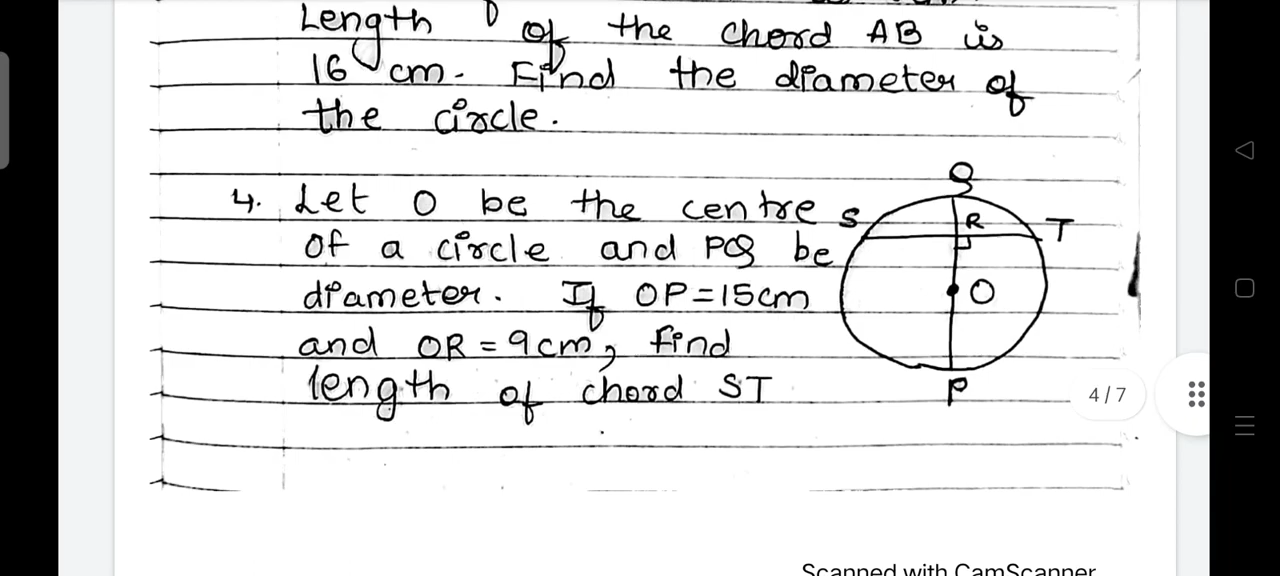 Length of the chord AB is
16 cm. Find the diameter of
the circle.
4. Let O be the centre
of a circle and PQ be
diameter. If OP = 15cm
and OR = 9cm, find
length of chord ST
Q
S R T
O
P
4/7
Scanned with CamScanner